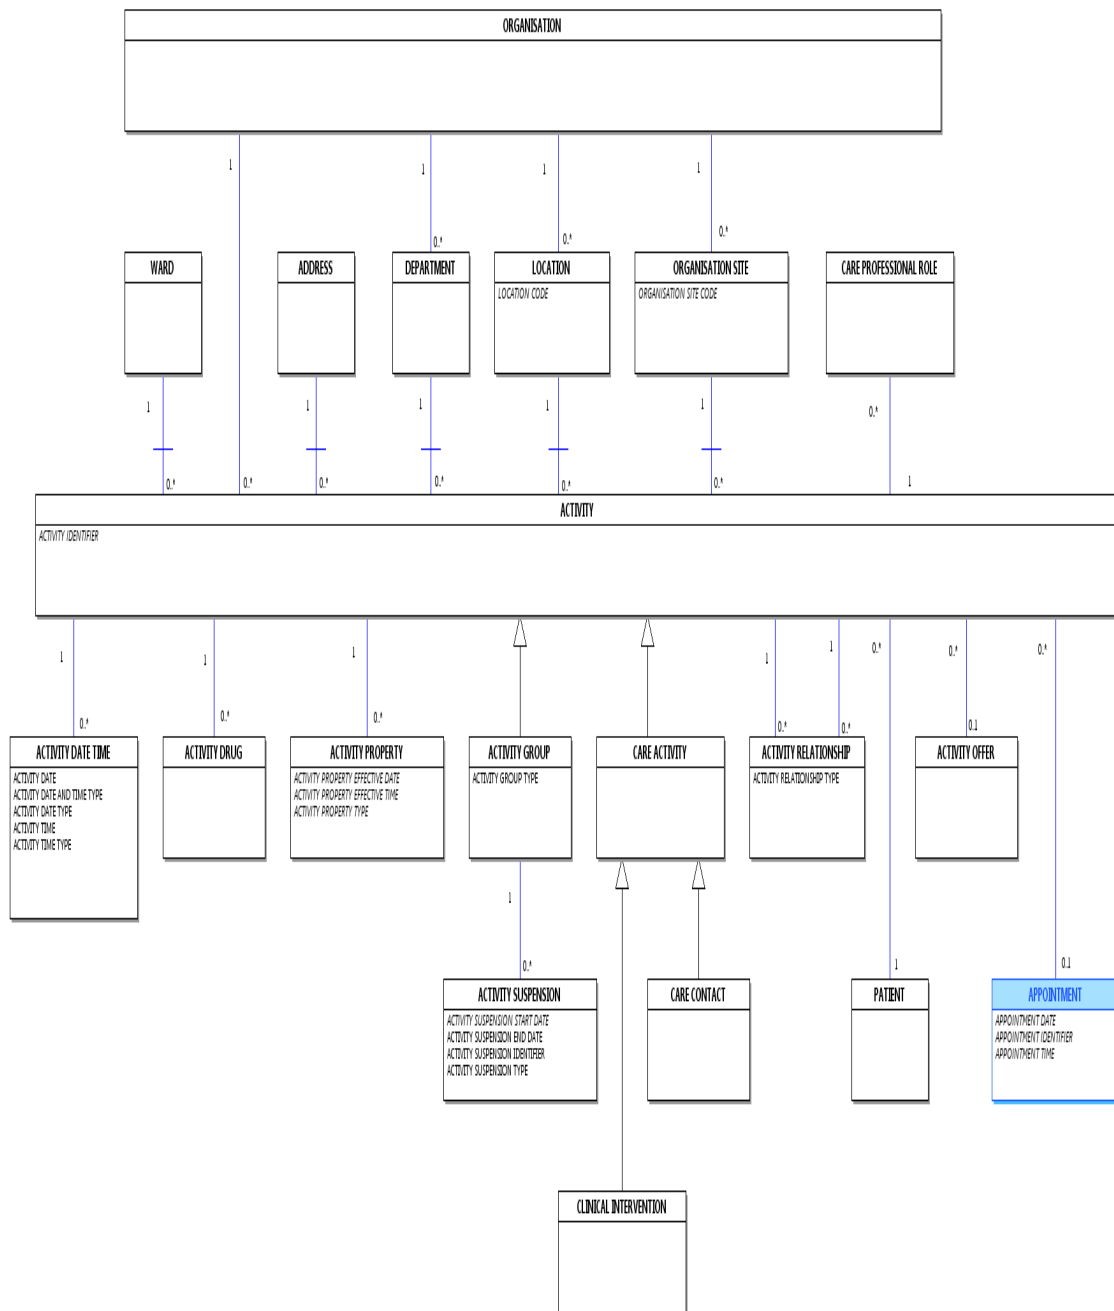 ORGANISATION
1
1
1
1
0..*
0..*
0..*
WARD
ADDRESS
DEPARTMENT
LOCATION
LOCATION CODE
ORGANISATION SITE
ORGANISATION SITE CODE
CARE PROFESSIONAL ROLE
1
1
1
1
1
0..*
0..*
0..*
0..*
0..*
0..*
0..*
1
ACTIVITY
ACTIVITY IDENTIFIER
1
1
1
1
1
0..*
0..*
0..*
0..*
0..*
0..*
0..*
0..*
0..1
ACTIVITY DATE TIME
ACTIVITY DATE
ACTIVITY DATE AND TIME TYPE
ACTIVITY DATE TYPE
ACTIVITY TIME
ACTIVITY TIME TYPE
ACTIVITY DRUG
ACTIVITY PROPERTY
ACTIVITY PROPERTY EFFECTIVE DATE
ACTIVITY PROPERTY EFFECTIVE TIME
ACTIVITY PROPERTY TYPE
ACTIVITY GROUP
ACTIVITY GROUP TYPE
CARE ACTIVITY
ACTIVITY RELATIONSHIP
ACTIVITY RELATIONSHIP TYPE
ACTIVITY OFFER
1
0..*
1
0..1
ACTIVITY SUSPENSION
ACTIVITY SUSPENSION START DATE
ACTIVITY SUSPENSION END DATE
ACTIVITY SUSPENSION IDENTIFIER
ACTIVITY SUSPENSION TYPE
CARE CONTACT
PATIENT
APPOINTMENT
APPOINTMENT DATE
APPOINTMENT IDENTIFIER
APPOINTMENT TIME
CLINICAL INTERVENTION